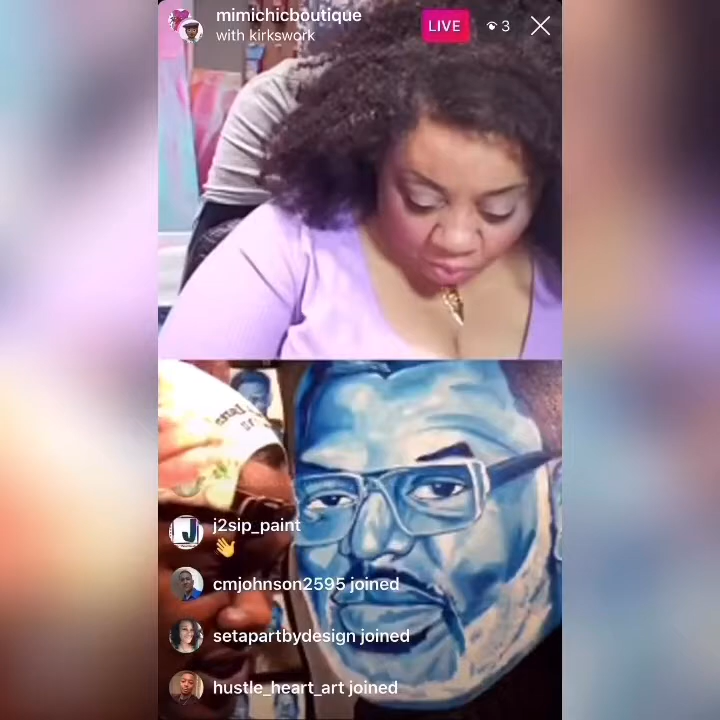 mimichicboutique
with kirkswork
LIVE
3
j2sip_paint
👋
cmjohnson2595 joined
setapartbydesign joined
hustle_heart_art joined